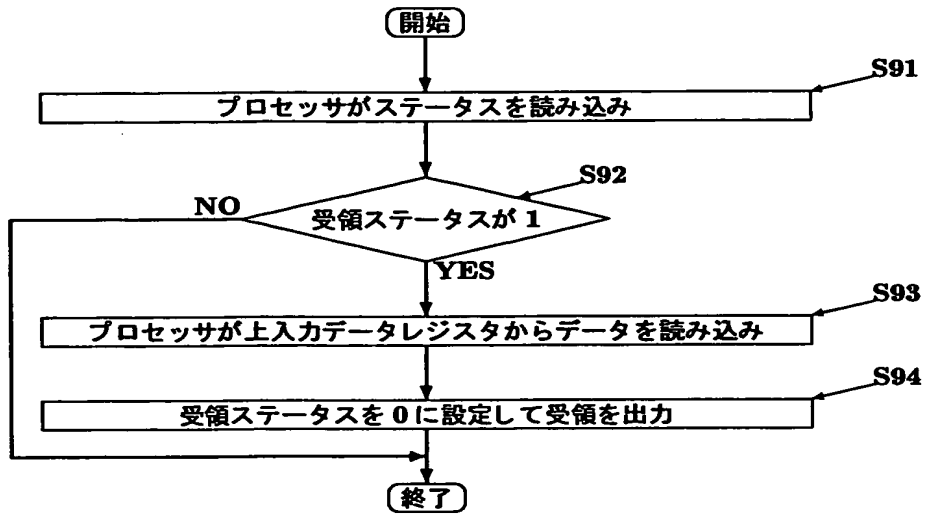 開始
S91
プロセッサがステータスを読み込み
S92
NO
受領ステータスが 1
YES
S93
プロセッサが上入力データレジスタからデータを読み込み
S94
受領ステータスを 0 に設定して受領を出力
終了